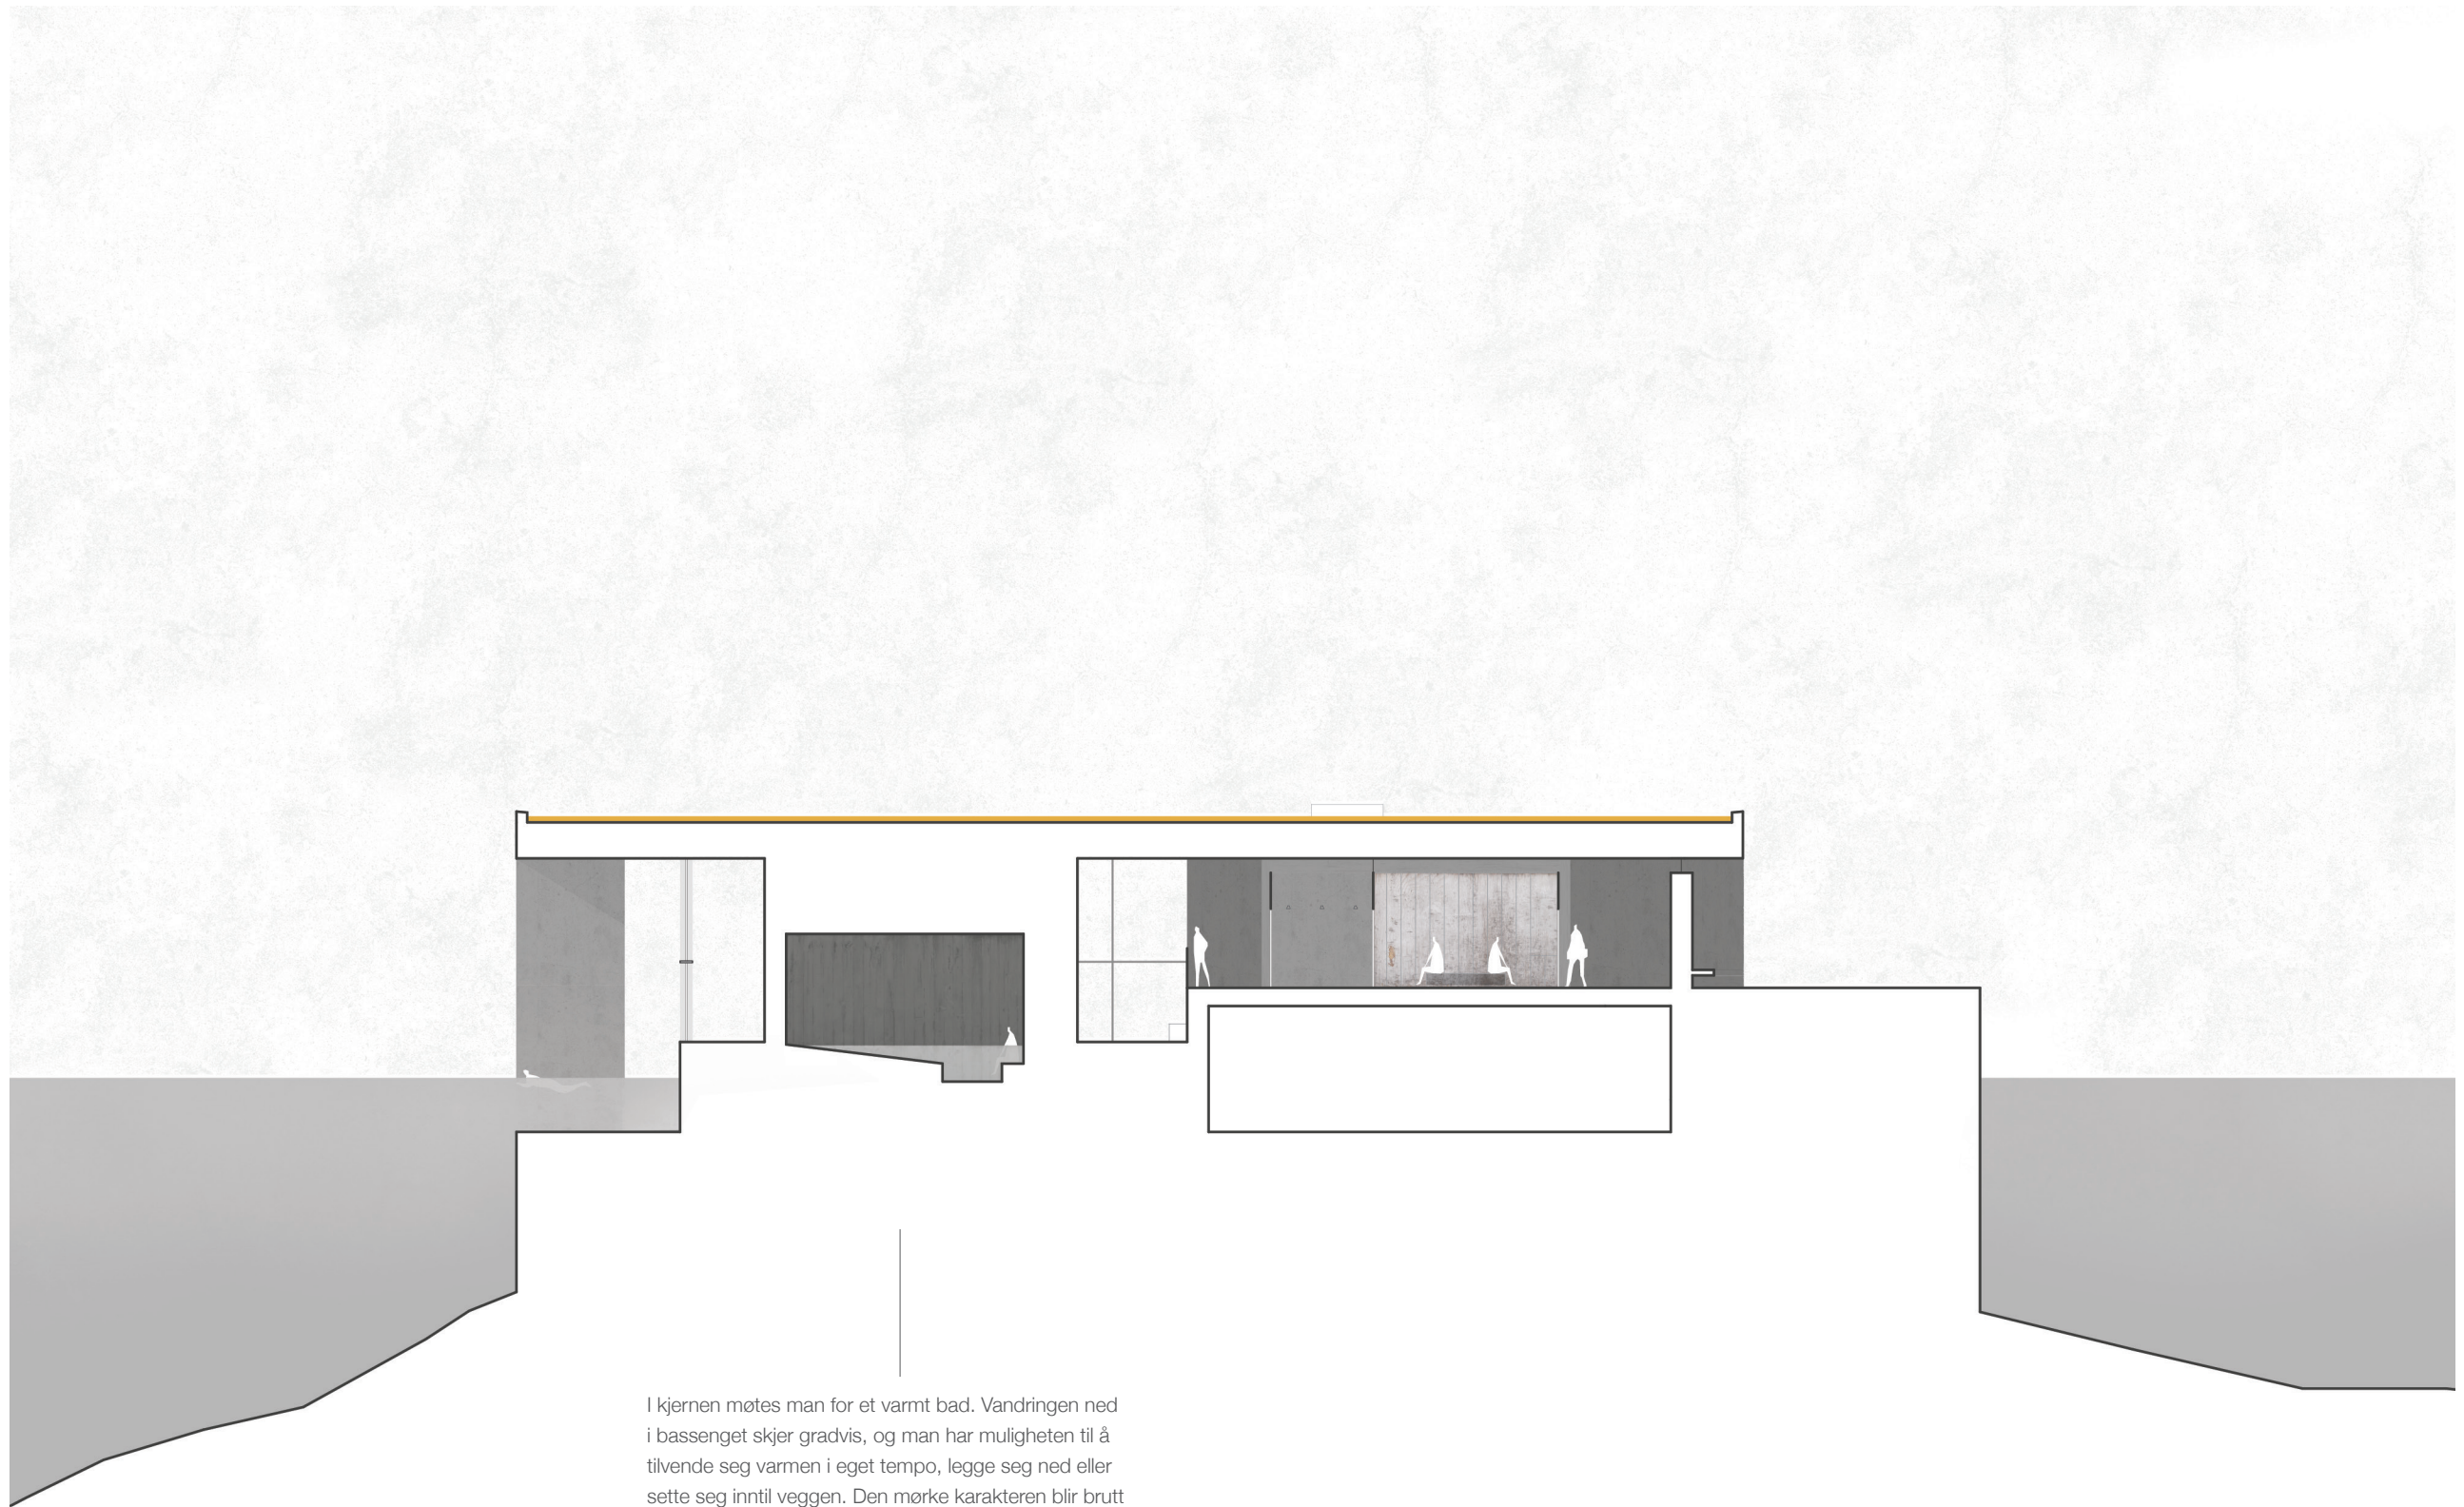 I kjernen møtes man for et varmt bad. Vandringen ned
i bassenget skjer gradvis, og man har muligheten til å
tilvende seg varmen i eget tempo, legge seg ned eller
sette seg inntil veggen. Den mørke karakteren blir brutt